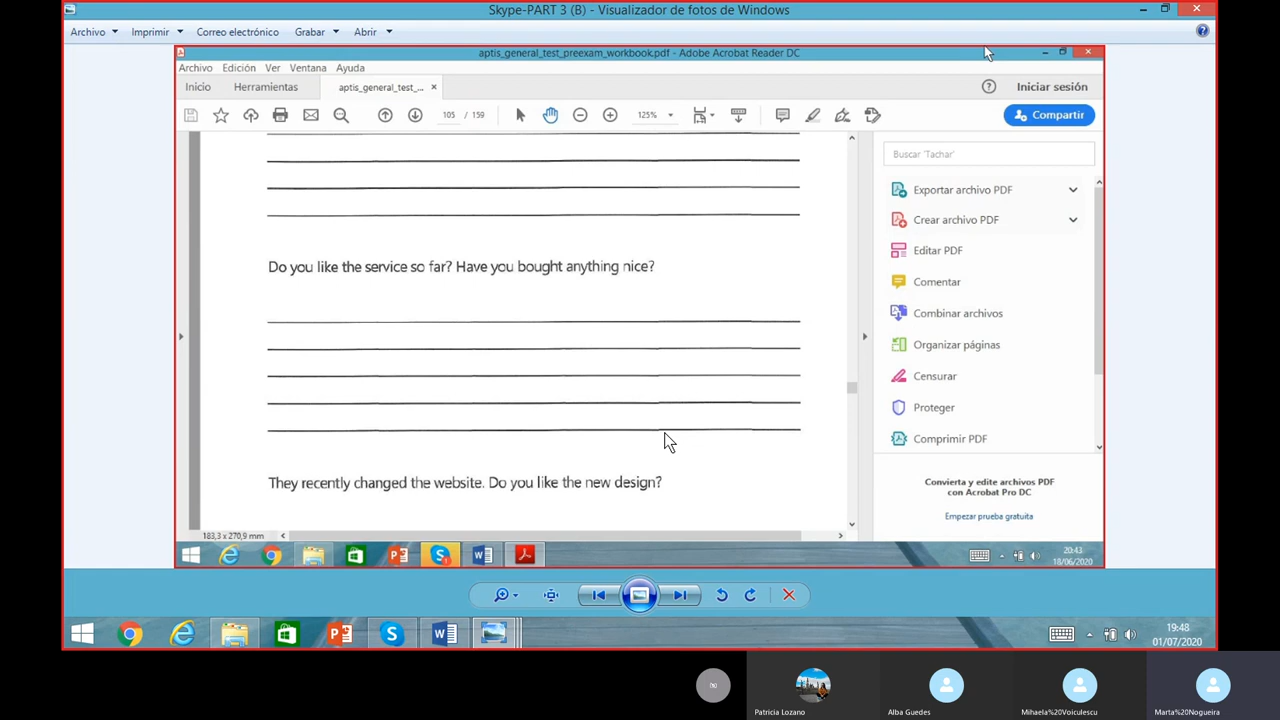 Skype-PART 3 (B) - Visualizador de fotos de Windows
Archivo Imprimir Correo electrónico Grabar Abrir
aptis_general_test_preexam_workbook.pdf - Adobe Acrobat Reader DC
Archivo Edición Ver Ventana Ayuda
Inicio Herramientas aptis_general_test_... × Iniciar sesión
105 / 159 125% Compartir
Buscar 'Tachar'
Exportar archivo PDF
Crear archivo PDF
Editar PDF
Comentar
Combinar archivos
Organizar páginas
Censurar
Proteger
Comprimir PDF
Convierta y edite archivos PDF
con Acrobat Pro DC
Empezar prueba gratuita
Do you like the service so far? Have you bought anything nice?
They recently changed the website. Do you like the new design?
183,3 x 270,9 mm
20:43
18/06/2020
19:48
01/07/2020
Patricia Lozano
Alba Guedes
Mihaela%20Voiculescu
Marta%20Nogueira